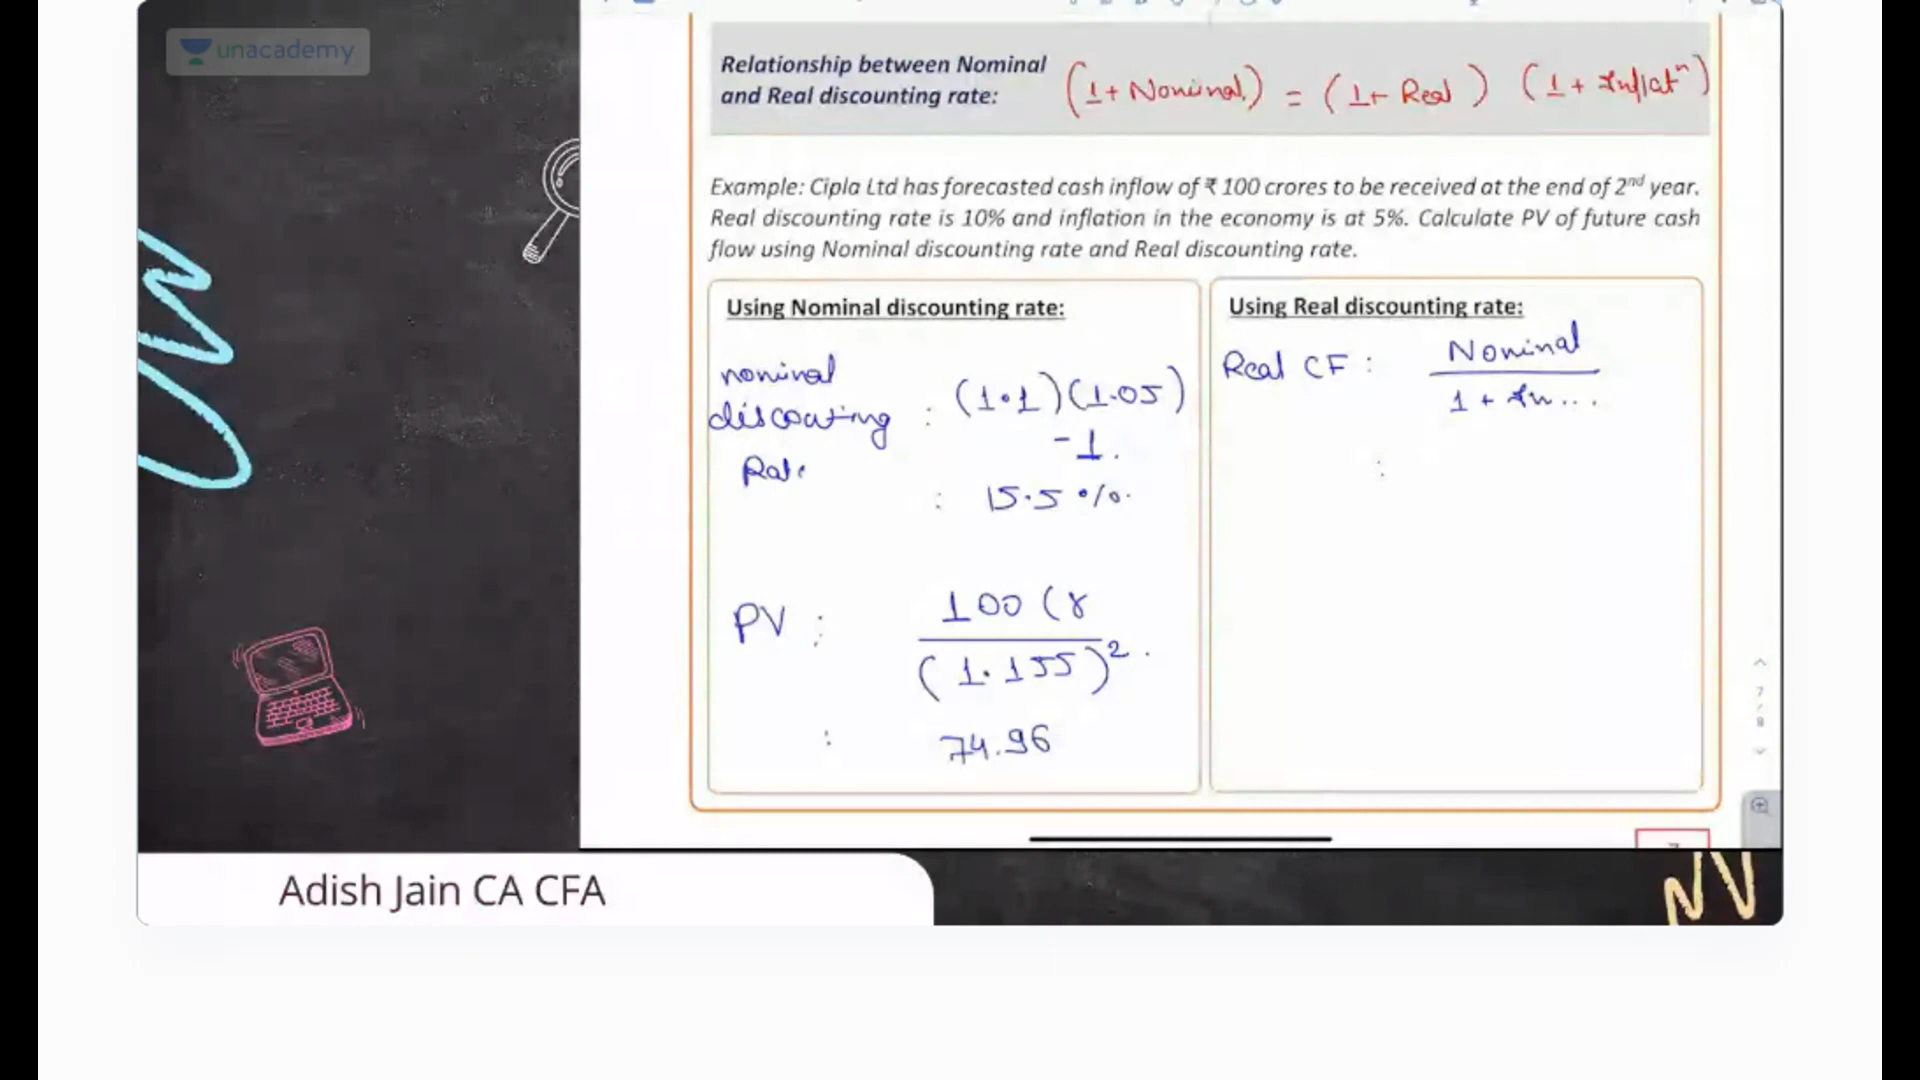 unacademy
Relationship between Nominal
and Real discounting rate:
(1 + Nominal) = (1 + Real) (1 + Inflatⁿ)
Example: Cipla Ltd has forecasted cash inflow of ₹ 100 crores to be received at the end of 2nd year.
Real discounting rate is 10% and inflation in the economy is at 5%. Calculate PV of future cash
flow using Nominal discounting rate and Real discounting rate.
Using Nominal discounting rate:
nominal
discounting
Rate
: (1.1)(1.05)
-1.
: 15.5 %.
PV :
100 Cr
(1.155)²
: 74.96
Using Real discounting rate:
Real CF : Nominal
1 + In...
:
7
/
8
Adish Jain CA CFA